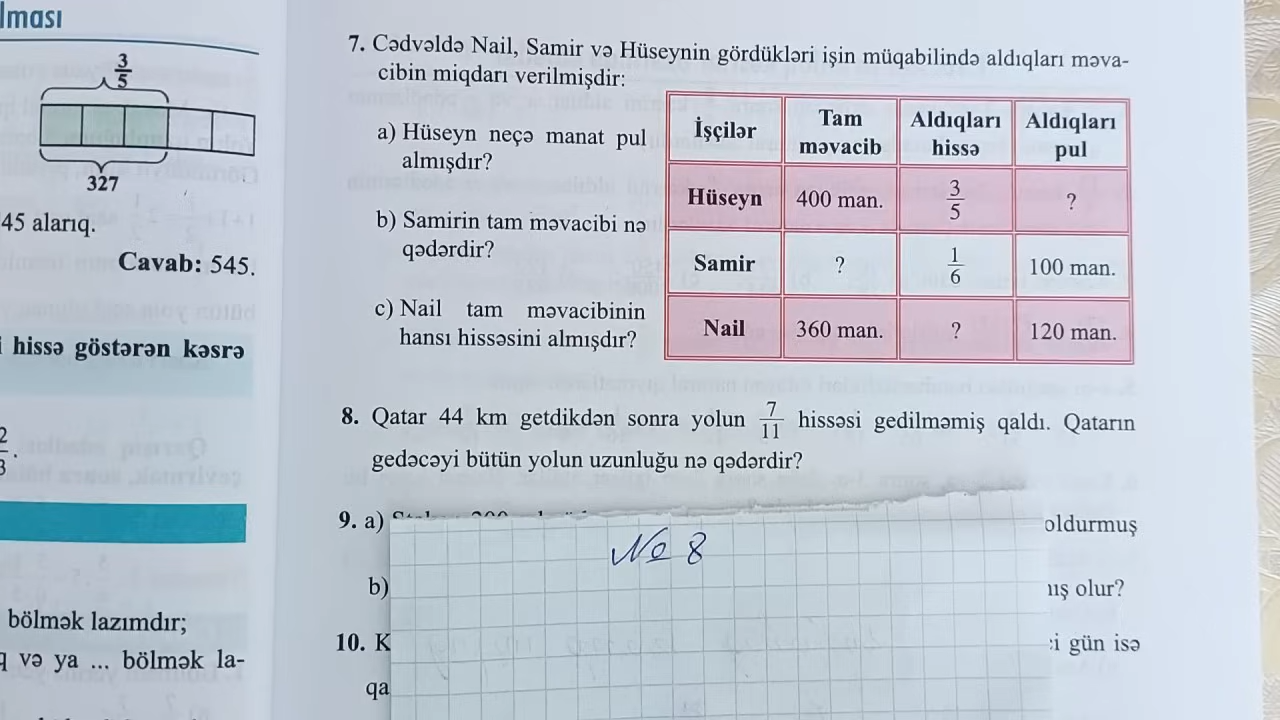 lması
3
5
327
45 alarıq.
Cavab: 545.
hissə göstərən kəsrə
2
3.
bölmək lazımdır;
q və ya ... bölmək la-
7. Cədvəldə Nail, Samir və Hüseynin gördükləri işin müqabilində aldıqları məva-
cibin miqdarı verilmişdir:
a) Hüseyn neçə manat pul
almışdır?
b) Samirin tam məvacibi nə
qədərdir?
c) Nail tam məvacibinin
hansı hissəsini almışdır?
İşçilər Tam məvacib Aldıqları hissə Aldıqları pul
Hüseyn 400 man. 3/5 ?
Samir ? 1/6 100 man.
Nail 360 man. ? 120 man.
8. Qatar 44 km getdikdən sonra yolun 7/11 hissəsi gedilməmiş qaldı. Qatarın
gedəcəyi bütün yolun uzunluğu nə qədərdir?
9. a) oldurmuş
№ 8
b) ış olur?
10. K i gün isə
qa